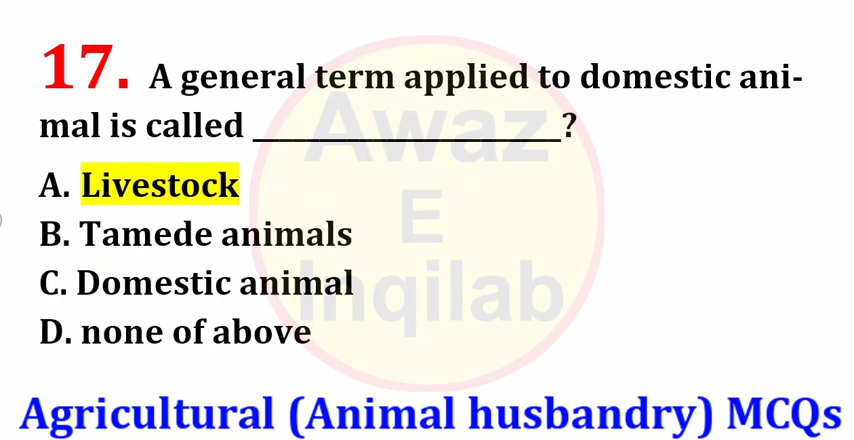 17. A general term applied to domestic ani-
mal is called ______________________?
A. Livestock
B. Tamede animals
C. Domestic animal
D. none of above
Awaz
E
Inqilab
Agricultural (Animal husbandry) MCQs